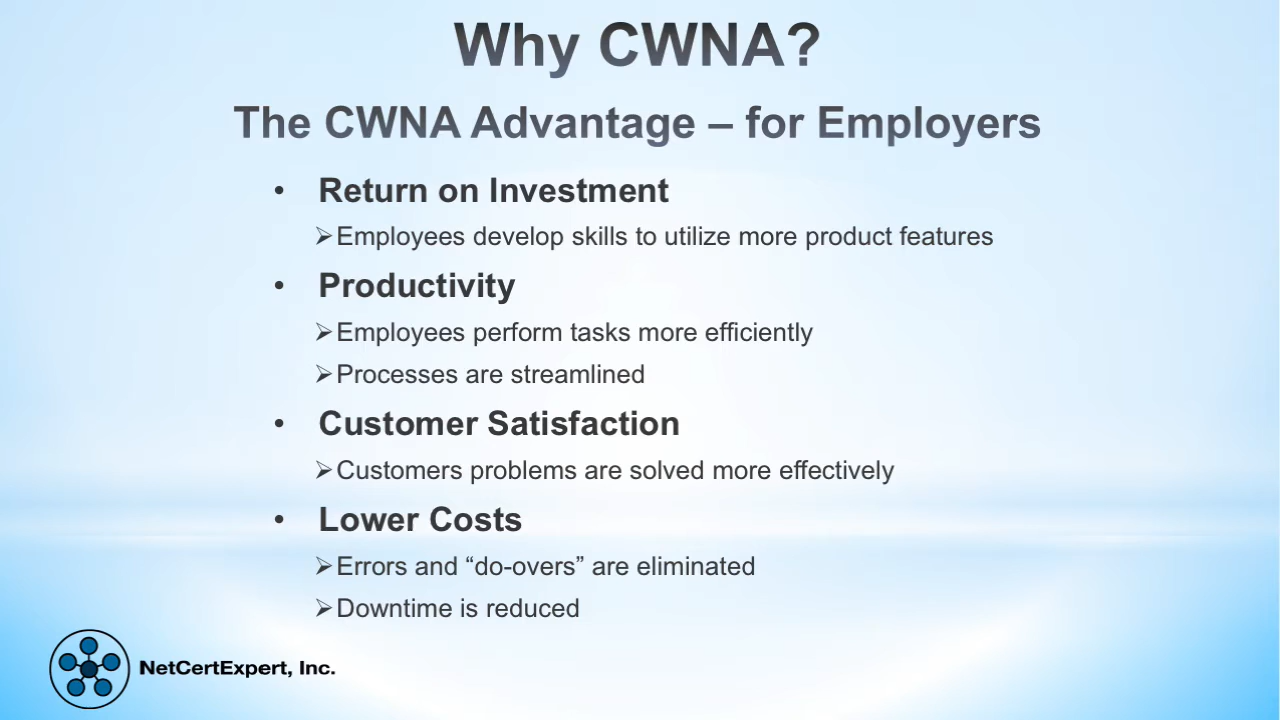 Why CWNA?
The CWNA Advantage – for Employers
• Return on Investment
➢Employees develop skills to utilize more product features
• Productivity
➢Employees perform tasks more efficiently
➢Processes are streamlined
• Customer Satisfaction
➢Customers problems are solved more effectively
• Lower Costs
➢Errors and “do-overs” are eliminated
➢Downtime is reduced
NetCertExpert, Inc.